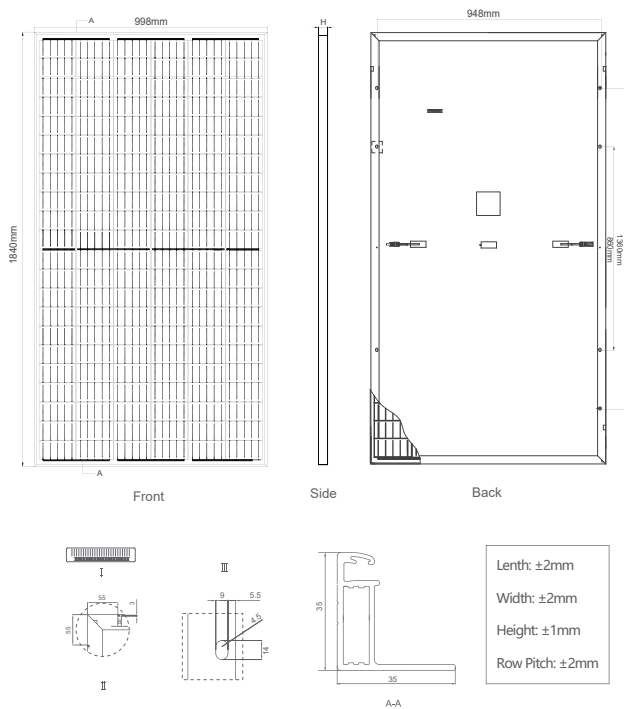 A
998mm
1840mm
A
Front
H
Side
948mm
1360mm
860mm
Back
I
55
3
8
55
II
III
9
5.5
4.5
14
35
35
A-A
Lenth: ±2mm
Width: ±2mm
Height: ±1mm
Row Pitch: ±2mm